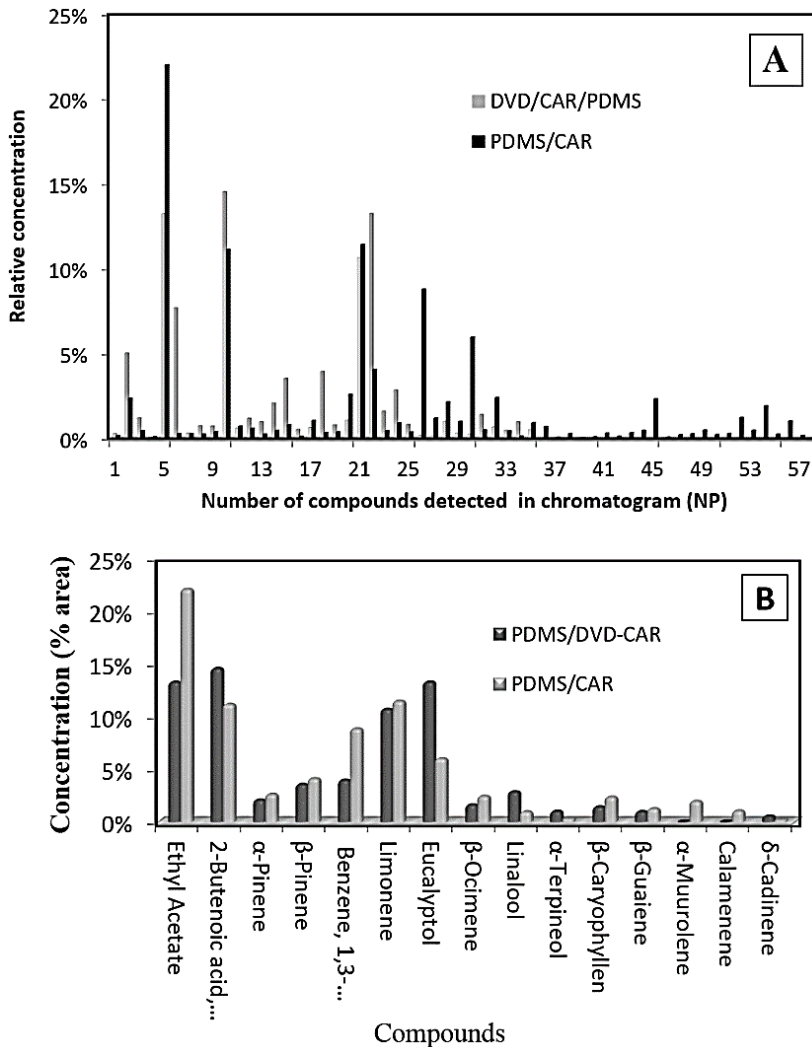 25%
20%
15%
10%
5%
0%
Relative concentration
A
DVD/CAR/PDMS
PDMS/CAR
1 5 9 13 17 21 25 29 33 37 41 45 49 53 57
Number of compounds detected in chromatogram (NP)
25%
20%
15%
10%
5%
0%
Concentration (% area)
B
PDMS/DVD-CAR
PDMS/CAR
Ethyl Acetate
2-Butenoic acid,...
α-Pinene
β-Pinene
Benzene, 1,3-...
Limonene
Eucalyptol
β-Ocimene
Linalool
α-Terpineol
β-Caryophyllen
β-Guaiene
α-Muurolene
Calamenene
δ-Cadinene
Compounds